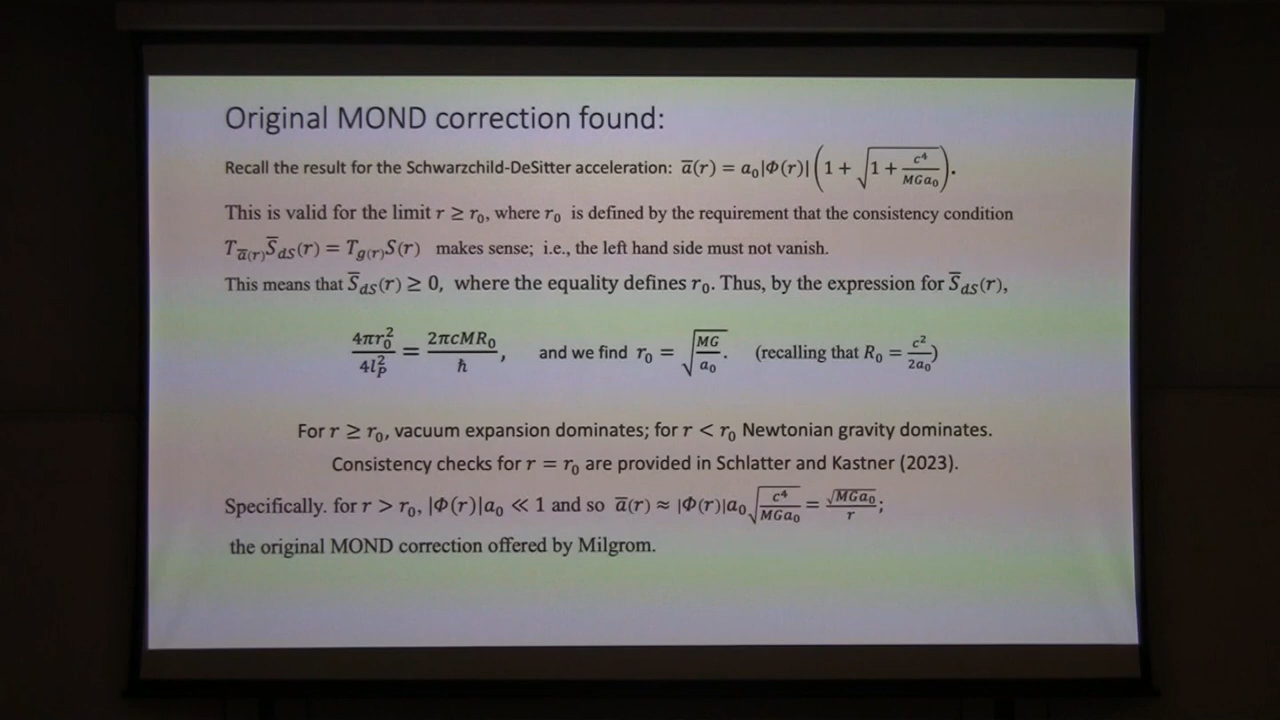 Original MOND correction found:
Recall the result for the Schwarzchild-DeSitter acceleration: a̅(r) = a₀|Φ(r)| (1 + √(1 + c⁴/MGa₀)).
This is valid for the limit r ≥ r₀, where r₀ is defined by the requirement that the consistency condition
T_a̅(r) S̅_dS(r) = T_g(r) S(r) makes sense; i.e., the left hand side must not vanish.
This means that S̅_dS(r) ≥ 0, where the equality defines r₀. Thus, by the expression for S̅_dS(r),
4πr₀²/4l_P² = 2πcMR₀/ħ, and we find r₀ = √(MG/a₀). (recalling that R₀ = c²/2a₀)
For r ≥ r₀, vacuum expansion dominates; for r < r₀ Newtonian gravity dominates.
Consistency checks for r = r₀ are provided in Schlatter and Kastner (2023).
Specifically. for r > r₀, |Φ(r)|a₀ ≪ 1 and so a̅(r) ≈ |Φ(r)|a₀√(c⁴/MGa₀) = √(MGa₀)/r;
the original MOND correction offered by Milgrom.